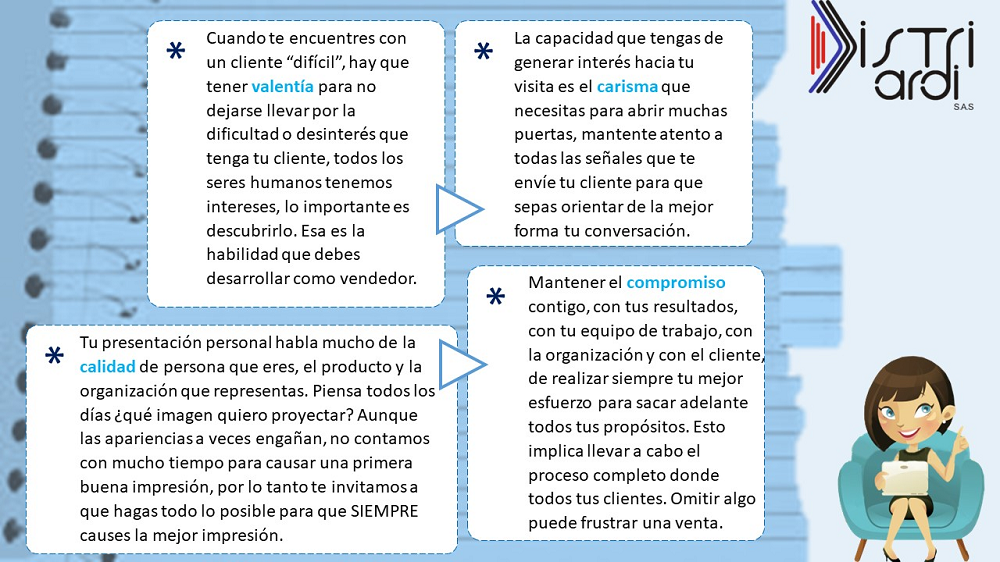 * Cuando te encuentres con
un cliente “difícil”, hay que
tener valentía para no
dejarse llevar por la
dificultad o desinterés que
tenga tu cliente, todos los
seres humanos tenemos
intereses, lo importante es
descubrirlo. Esa es la
habilidad que debes
desarrollar como vendedor.
* La capacidad que tengas de
generar interés hacia tu
visita es el carisma que
necesitas para abrir muchas
puertas, mantente atento a
todas las señales que te
envíe tu cliente para que
sepas orientar de la mejor
forma tu conversación.
* Tu presentación personal habla mucho de la
calidad de persona que eres, el producto y la
organización que representas. Piensa todos los
días ¿qué imagen quiero proyectar? Aunque
las apariencias a veces engañan, no contamos
con mucho tiempo para causar una primera
buena impresión, por lo tanto te invitamos a
que hagas todo lo posible para que SIEMPRE
causes la mejor impresión.
* Mantener el compromiso
contigo, con tus resultados,
con tu equipo de trabajo, con
la organización y con el cliente,
de realizar siempre tu mejor
esfuerzo para sacar adelante
todos tus propósitos. Esto
implica llevar a cabo el
proceso completo donde
todos tus clientes. Omitir algo
puede frustrar una venta.
Distri
ardi
S.A.S